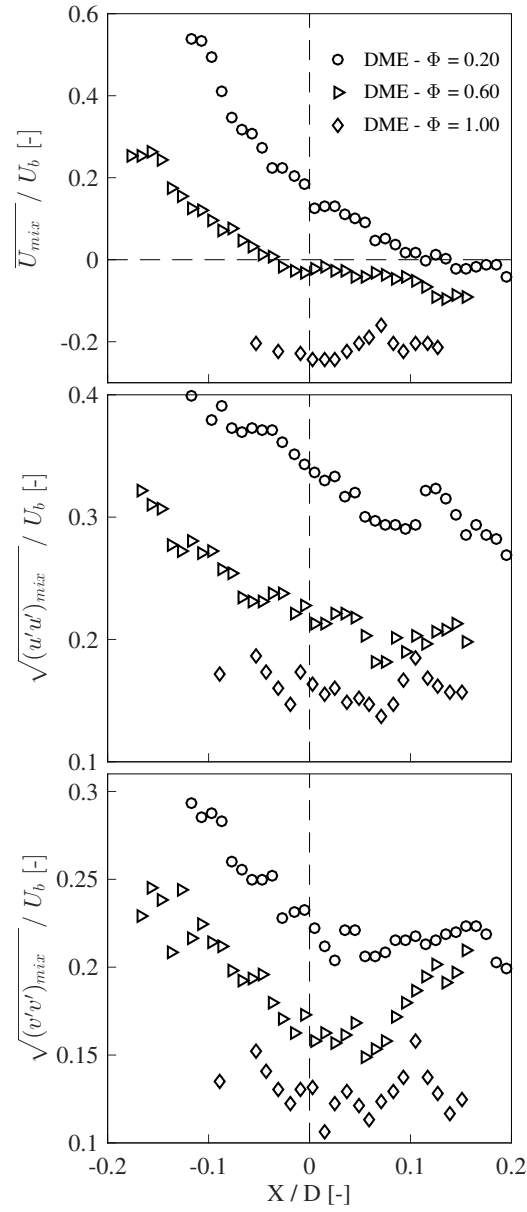 0.6
0.4
0.2
0
-0.2
U_mix / U_b [-]
DME - Φ = 0.20
DME - Φ = 0.60
DME - Φ = 1.00
0.4
0.3
0.2
0.1
√(u'u')_mix / U_b [-]
0.3
0.25
0.2
0.15
0.1
√(v'v')_mix / U_b [-]
-0.2 -0.1 0 0.1 0.2
X / D [-]